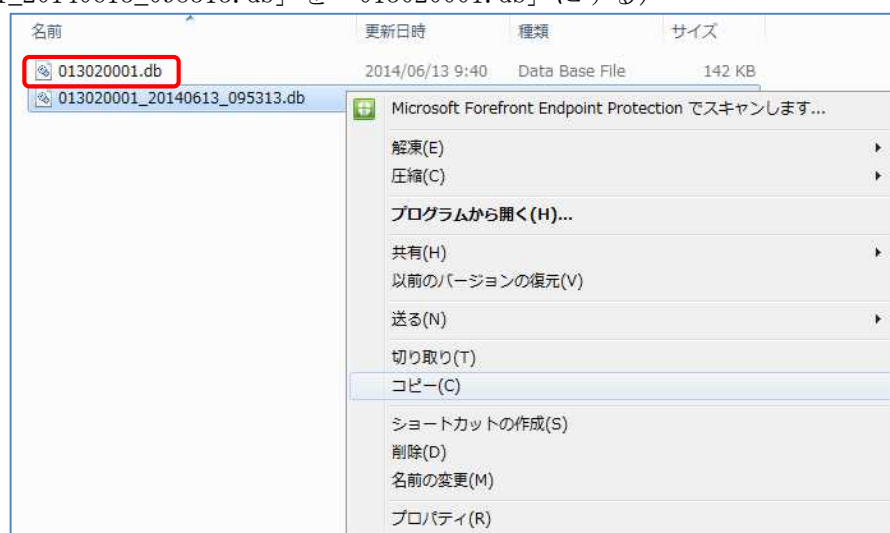 名前 更新日時 種類 サイズ
013020001.db 2014/06/13 9:40 Data Base File 142 KB
013020001_20140613_095313.db
Microsoft Forefront Endpoint Protection でスキャンします...
解凍(E)
圧縮(C)
プログラムから開く(H)...
共有(H)
以前のバージョンの復元(V)
送る(N)
切り取り(T)
コピー(C)
ショートカットの作成(S)
削除(D)
名前の変更(M)
プロパティ(R)